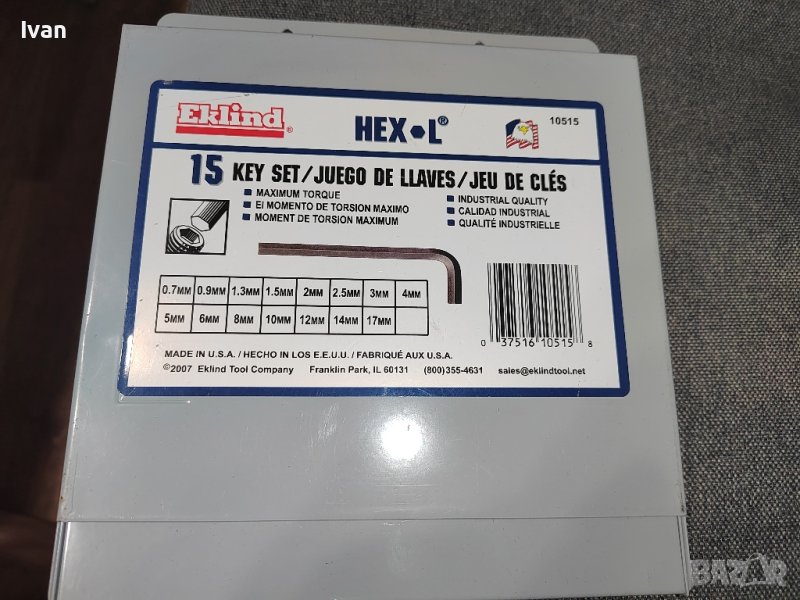 Ivan
Eklind®
HEX•L®
10515
15 KEY SET/JUEGO DE LLAVES/JEU DE CLÉS
MAXIMUM TORQUE
El MOMENTO DE TORSION MAXIMO
MOMENT DE TORSION MAXIMUM
INDUSTRIAL QUALITY
CALIDAD INDUSTRIAL
QUALITÉ INDUSTRIELLE
0.7MM 0.9MM 1.3MM 1.5MM 2MM 2.5MM 3MM 4MM
5MM 6MM 8MM 10MM 12MM 14MM 17MM
0 37516 10515 8
MADE IN U.S.A. / HECHO IN LOS E.E.U.U. / FABRIQUÉ AUX U.S.A.
©2007 Eklind Tool Company Franklin Park, IL 60131 (800)355-4631 sales@eklindtool.net
BAZAR